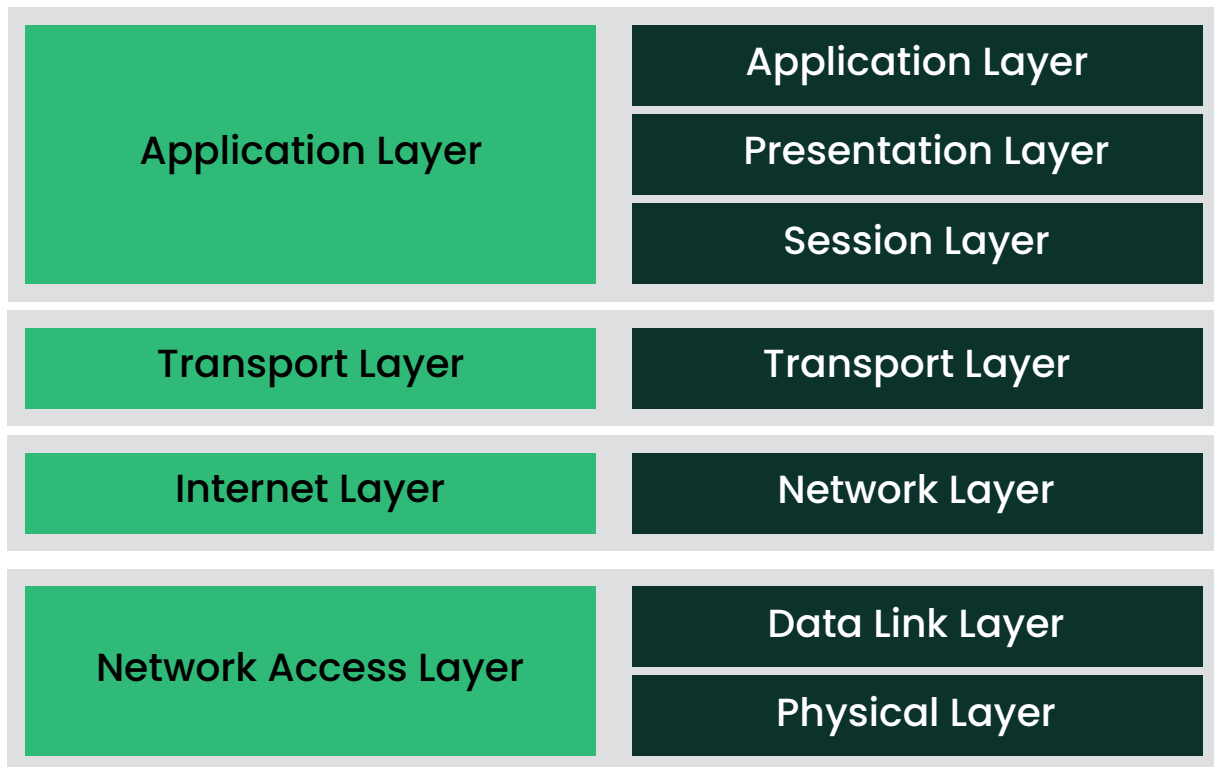 Application Layer
Application Layer
Presentation Layer
Session Layer
Transport Layer
Transport Layer
Internet Layer
Network Layer
Network Access Layer
Data Link Layer
Physical Layer